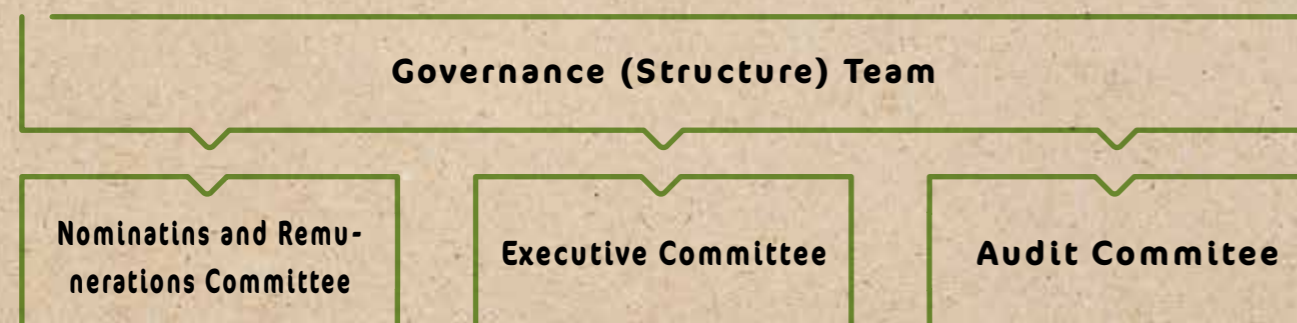 Governance (Structure) Team
Nominatins and Remu-
nerations Committee
Executive Committee
Audit Commitee